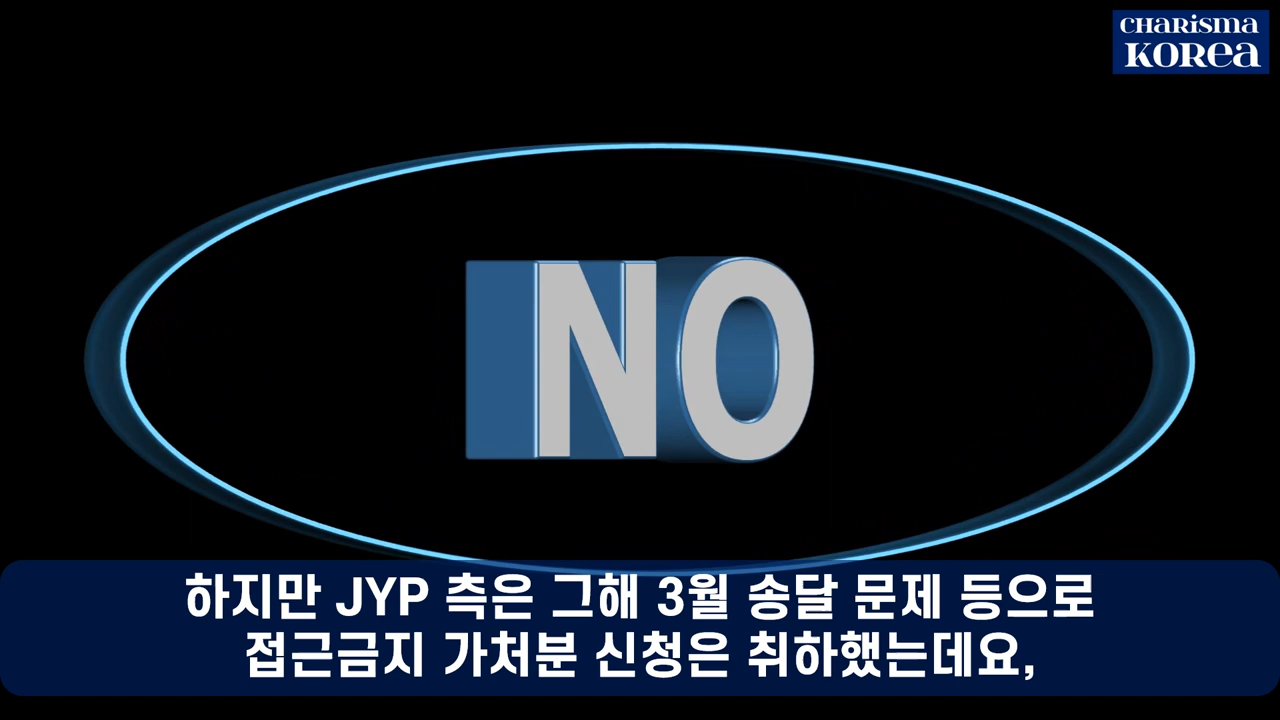 CHARISMA
KOREA
NO
하지만 JYP 측은 그해 3월 송달 문제 등으로
접근금지 가처분 신청은 취하했는데요,